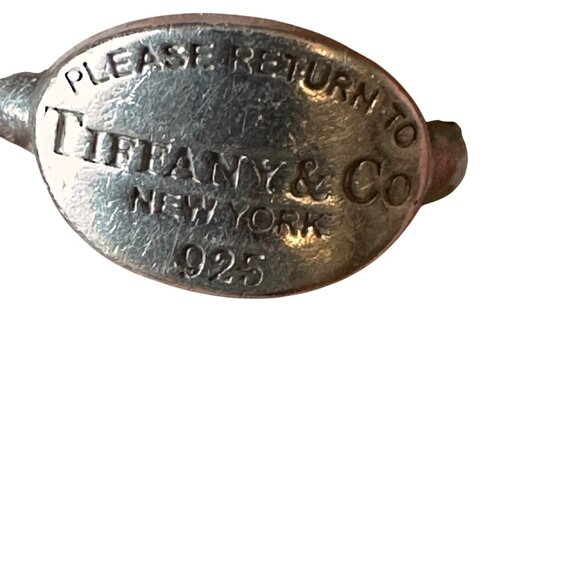 PLEASE RETURN TO
TIFFANY & CO
NEW YORK
925